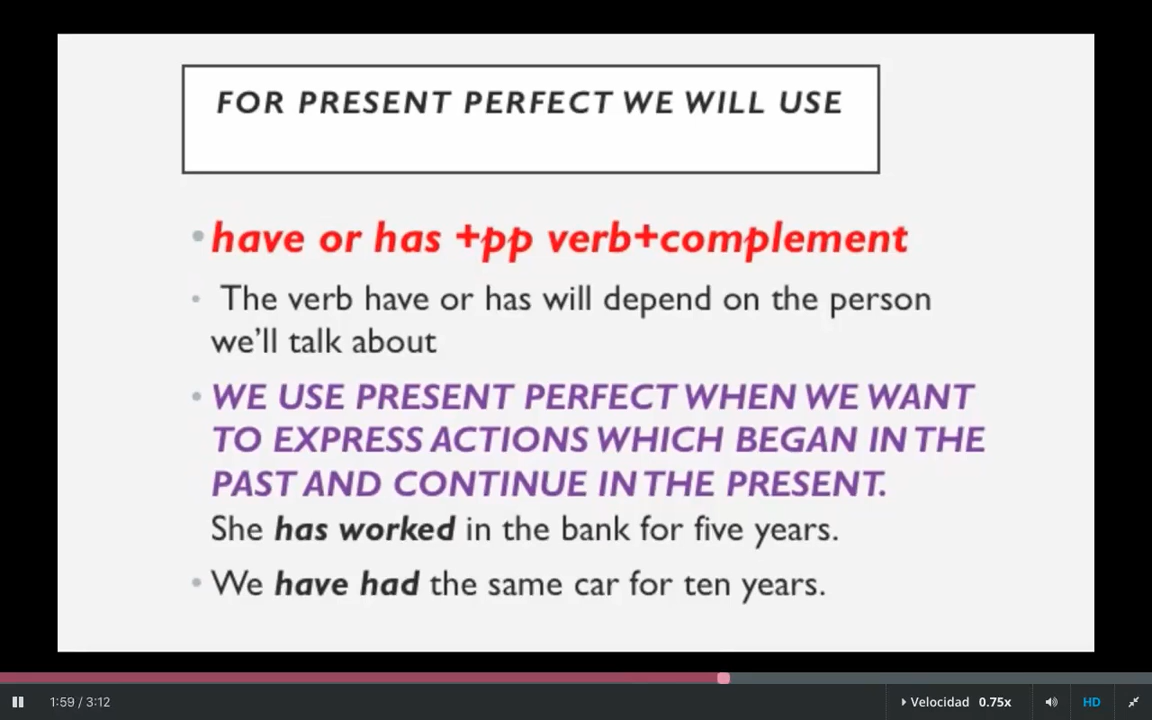 FOR PRESENT PERFECT WE WILL USE
• have or has +pp verb+complement
• The verb have or has will depend on the person
we'll talk about
• WE USE PRESENT PERFECT WHEN WE WANT
TO EXPRESS ACTIONS WHICH BEGAN IN THE
PAST AND CONTINUE IN THE PRESENT.
She has worked in the bank for five years.
• We have had the same car for ten years.
1:59 / 3:12 Velocidad 0.75x HD